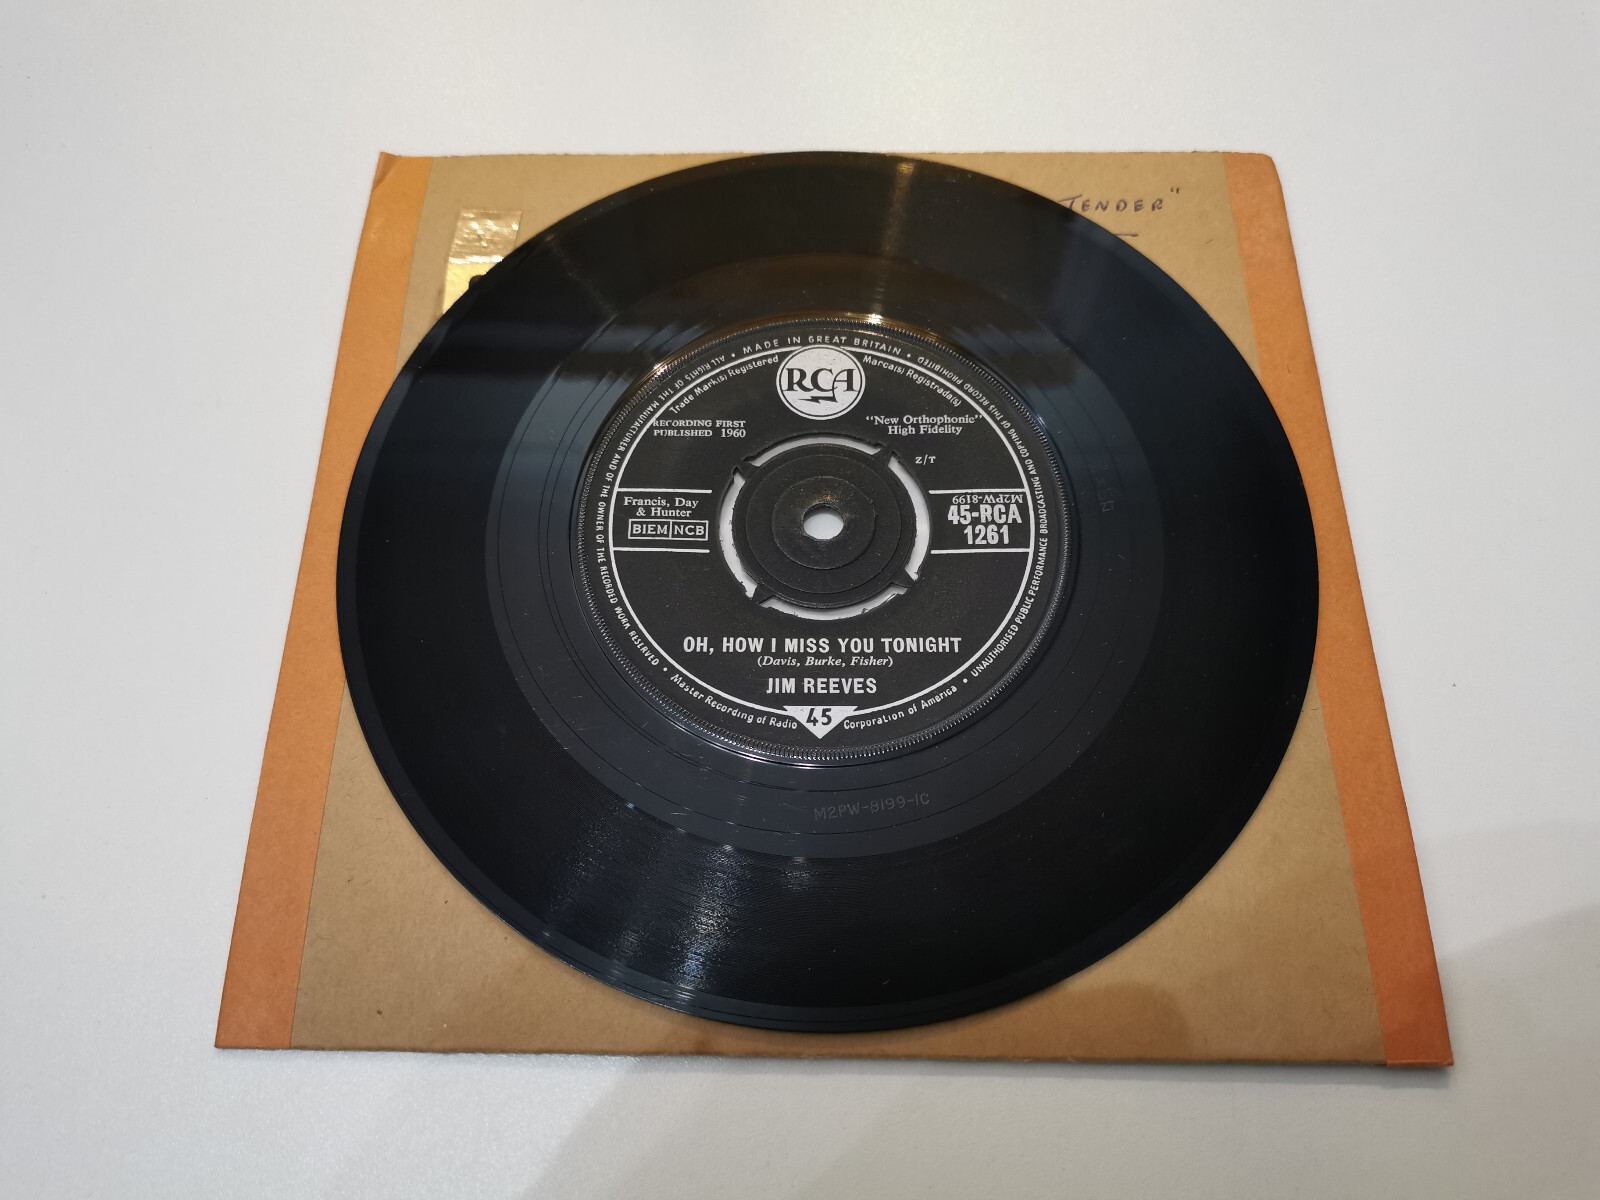 TENDER"
MADE IN GREAT BRITAIN
ALL RIGHTS OF THE MANUFACTURER AND OF THE OWNER OF THE RECORDED WORK RESERVED
UNAUTHORISED PUBLIC PERFORMANCE BROADCASTING AND COPYING OF THIS RECORD PROHIBITED
Trade Mark(s) Registered
RCA
Marca(s) Registrada(s)
RECORDING FIRST
PUBLISHED 1960
"New Orthophonic"
High Fidelity
Z/T
Francis, Day
& Hunter
BIEM NCB
M2PW-8199
45-RCA
1261
OH, HOW I MISS YOU TONIGHT
(Davis, Burke, Fisher)
JIM REEVES
Master Recording of Radio 45 Corporation of America
M2PW-8199-1C